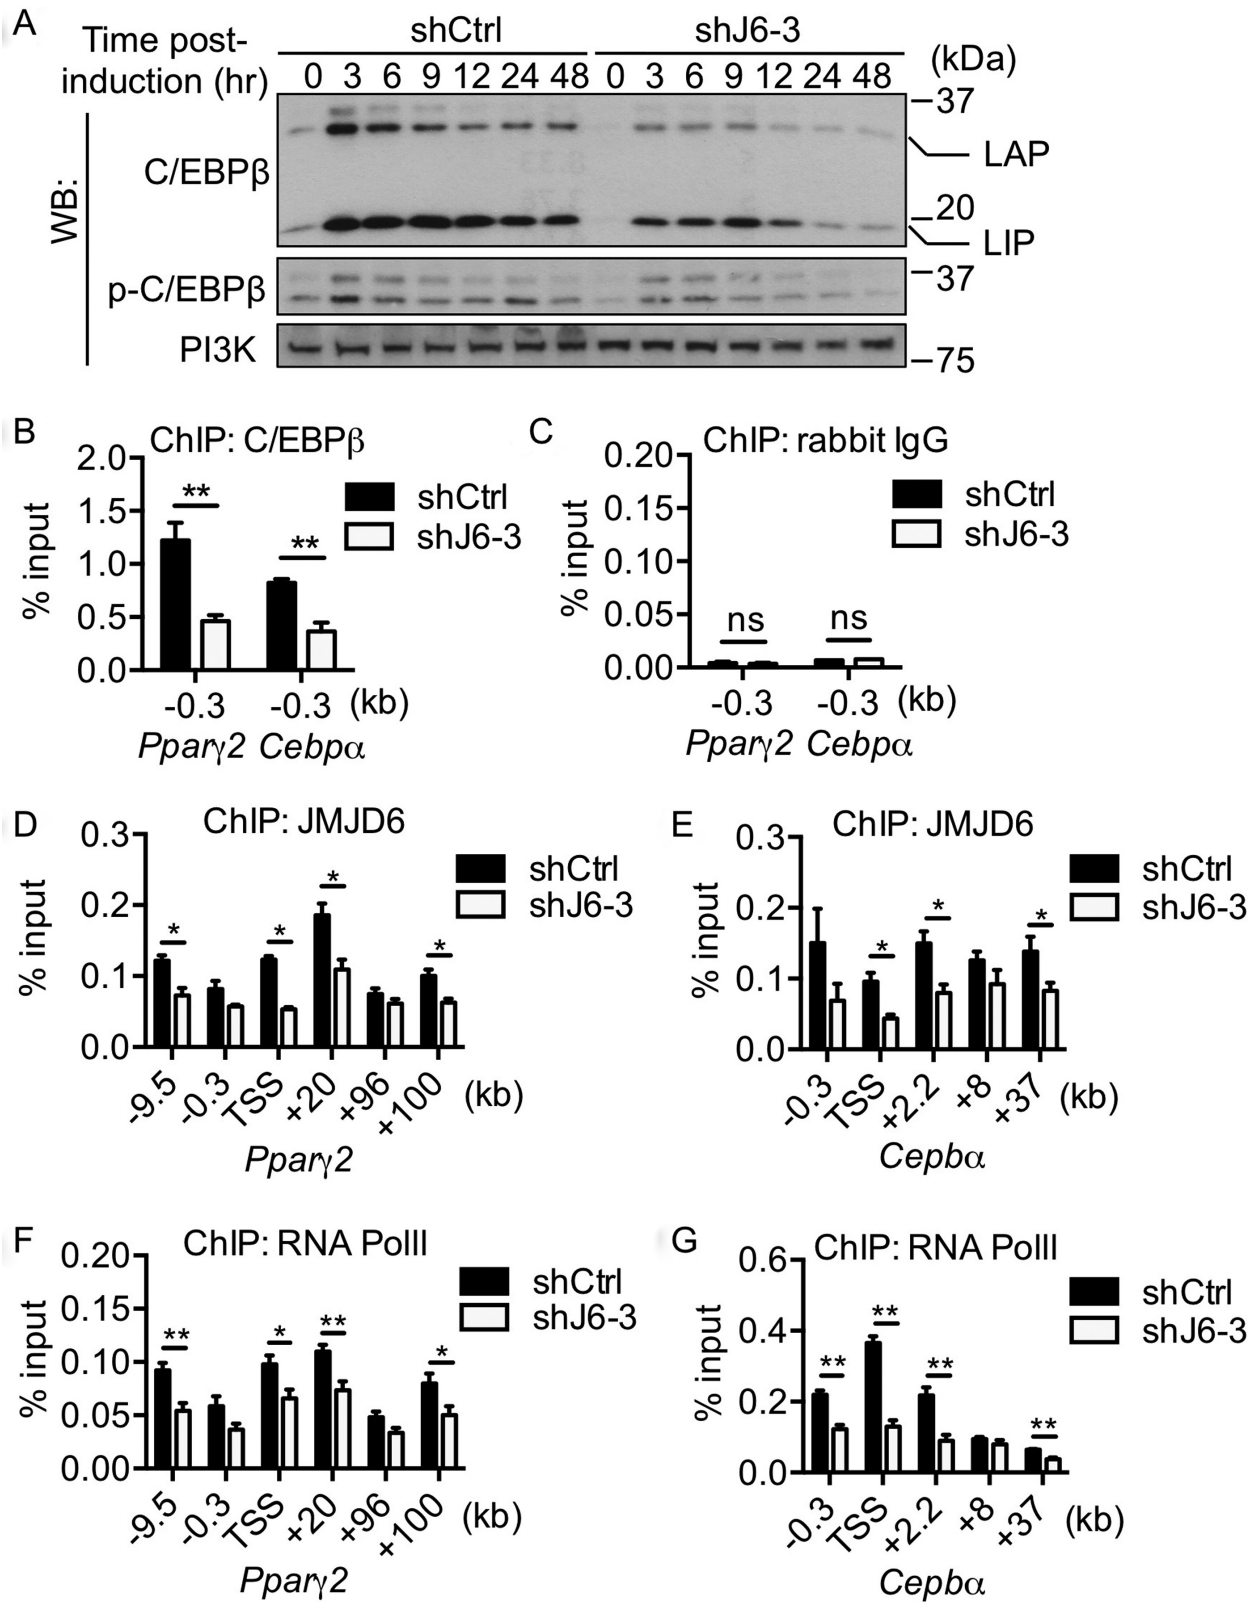 A
Time post-
induction (hr)
shCtrl
shJ6-3
(kDa)
0 3 6 9 12 24 48 0 3 6 9 12 24 48
WB:
C/EBPβ
37
LAP
20
LIP
p-C/EBPβ
37
PI3K
75
B
ChIP: C/EBPβ
% input
2.0
1.5
1.0
0.5
0.0
**
**
shCtrl
shJ6-3
-0.3 -0.3 (kb)
Pparγ2 Cebpα
C
ChIP: rabbit IgG
% input
0.20
0.15
0.10
0.05
0.00
ns
ns
shCtrl
shJ6-3
-0.3 -0.3 (kb)
Pparγ2 Cebpα
D
ChIP: JMJD6
% input
0.3
0.2
0.1
0.0
*
*
*
*
shCtrl
shJ6-3
-9.5 -0.3 TSS +20 +96 +100 (kb)
Pparγ2
E
ChIP: JMJD6
% input
0.3
0.2
0.1
0.0
*
*
*
shCtrl
shJ6-3
-0.3 TSS +2.2 +8 +37 (kb)
Cepbα
F
ChIP: RNA PolII
% input
0.20
0.15
0.10
0.05
0.00
**
*
**
*
shCtrl
shJ6-3
-9.5 -0.3 TSS +20 +96 +100 (kb)
Pparγ2
G
ChIP: RNA PolII
% input
0.6
0.4
0.2
0.0
**
**
**
**
shCtrl
shJ6-3
-0.3 TSS +2.2 +8 +37 (kb)
Cepbα